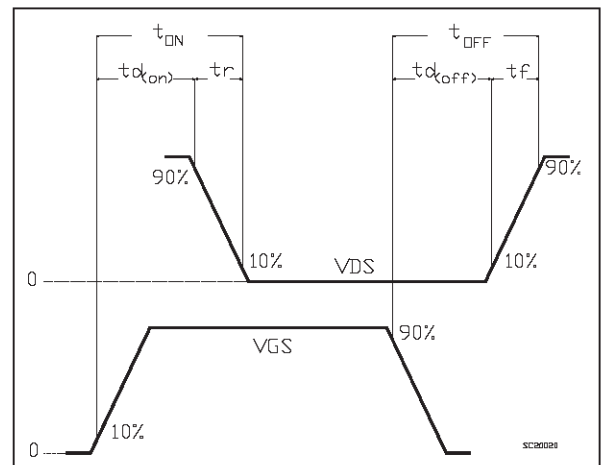 tON tOFF
td(on) tr td(off) tf
90% 90%
10% VDS 10%
0
90%
VGS
10%
0
SC20020